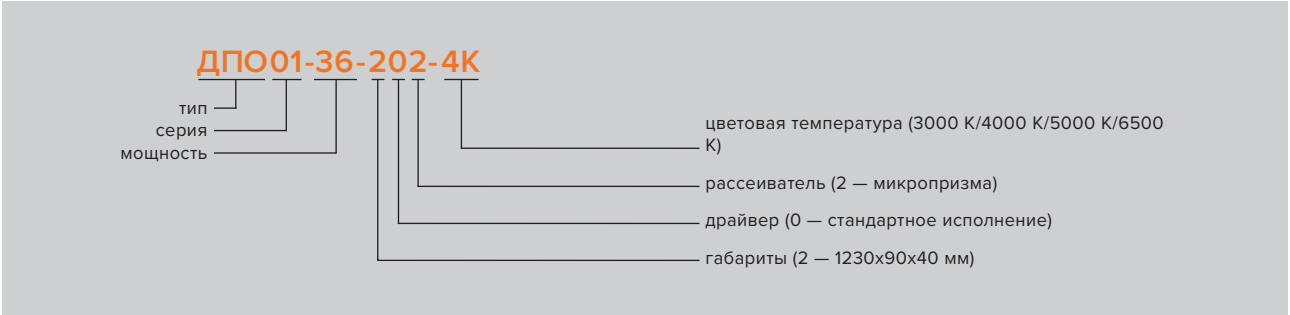 ДПО01-36-202-4К
тип
серия
мощность
цветовая температура (3000 К/4000 К/5000 К/6500
К)
рассеиватель (2 — микропризма)
драйвер (0 — стандартное исполнение)
габариты (2 — 1230х90х40 мм)